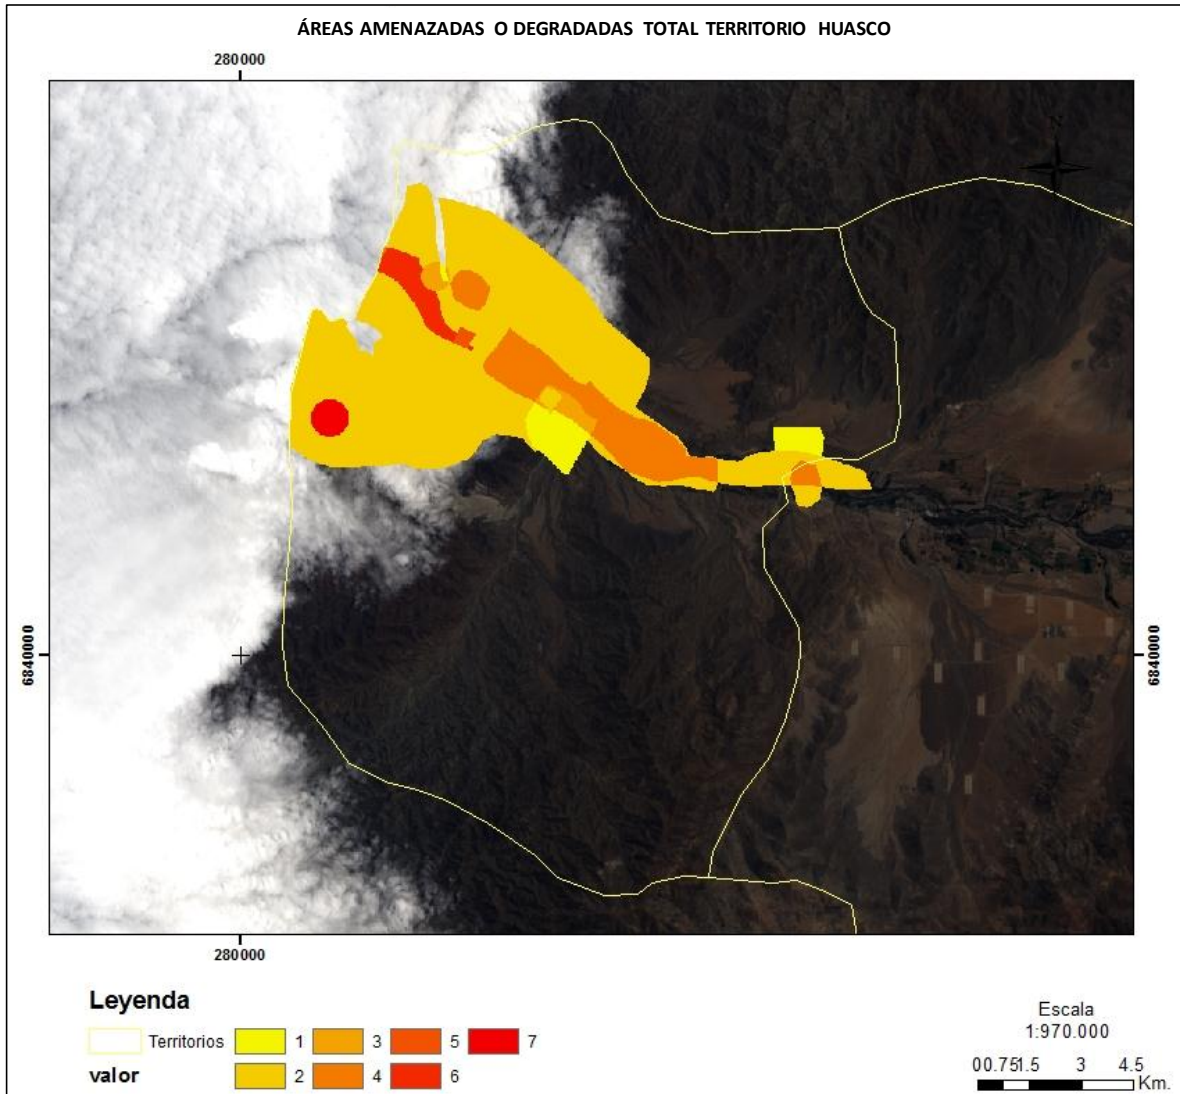 ÁREAS AMENAZADAS O DEGRADADAS TOTAL TERRITORIO HUASCO
280000
N
6840000
6840000
280000
Leyenda
Territorios 1 3 5 7
valor 2 4 6
Escala
1:970.000
00.751.5 3 4.5
Km.